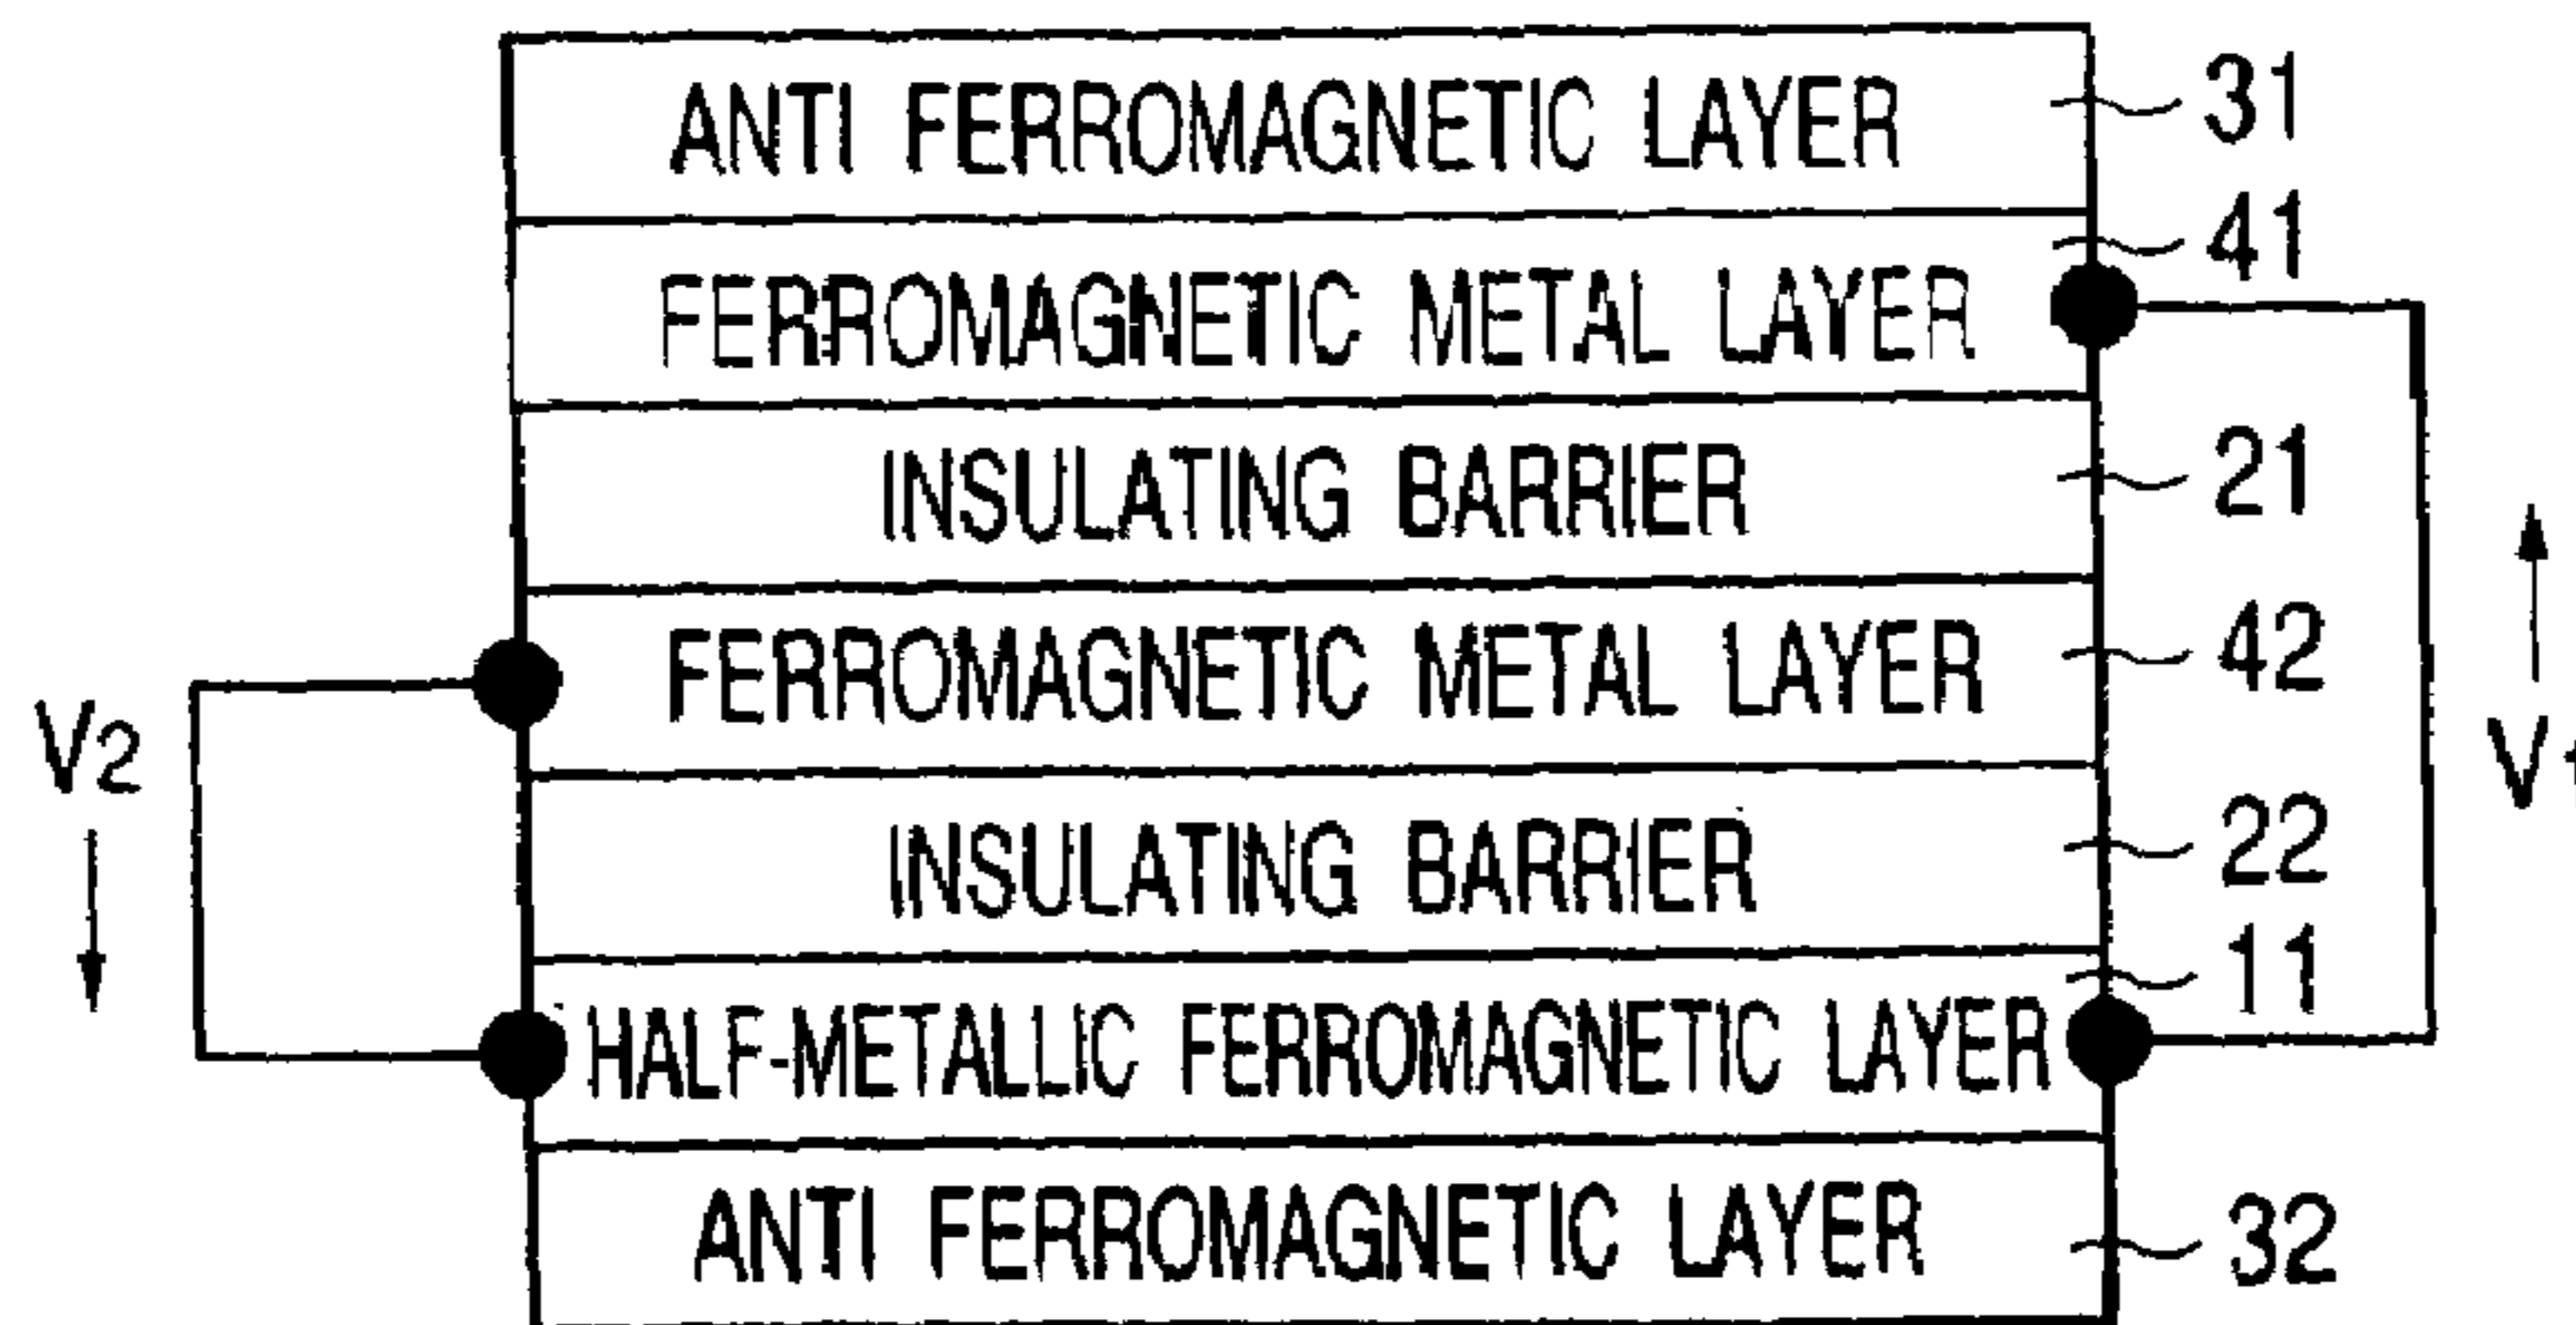 ANTI FERROMAGNETIC LAYER 31
41
FERROMAGNETIC METAL LAYER
INSULATING BARRIER 21
FERROMAGNETIC METAL LAYER 42
V2
V1
INSULATING BARRIER 22
11
HALF-METALLIC FERROMAGNETIC LAYER
ANTI FERROMAGNETIC LAYER 32